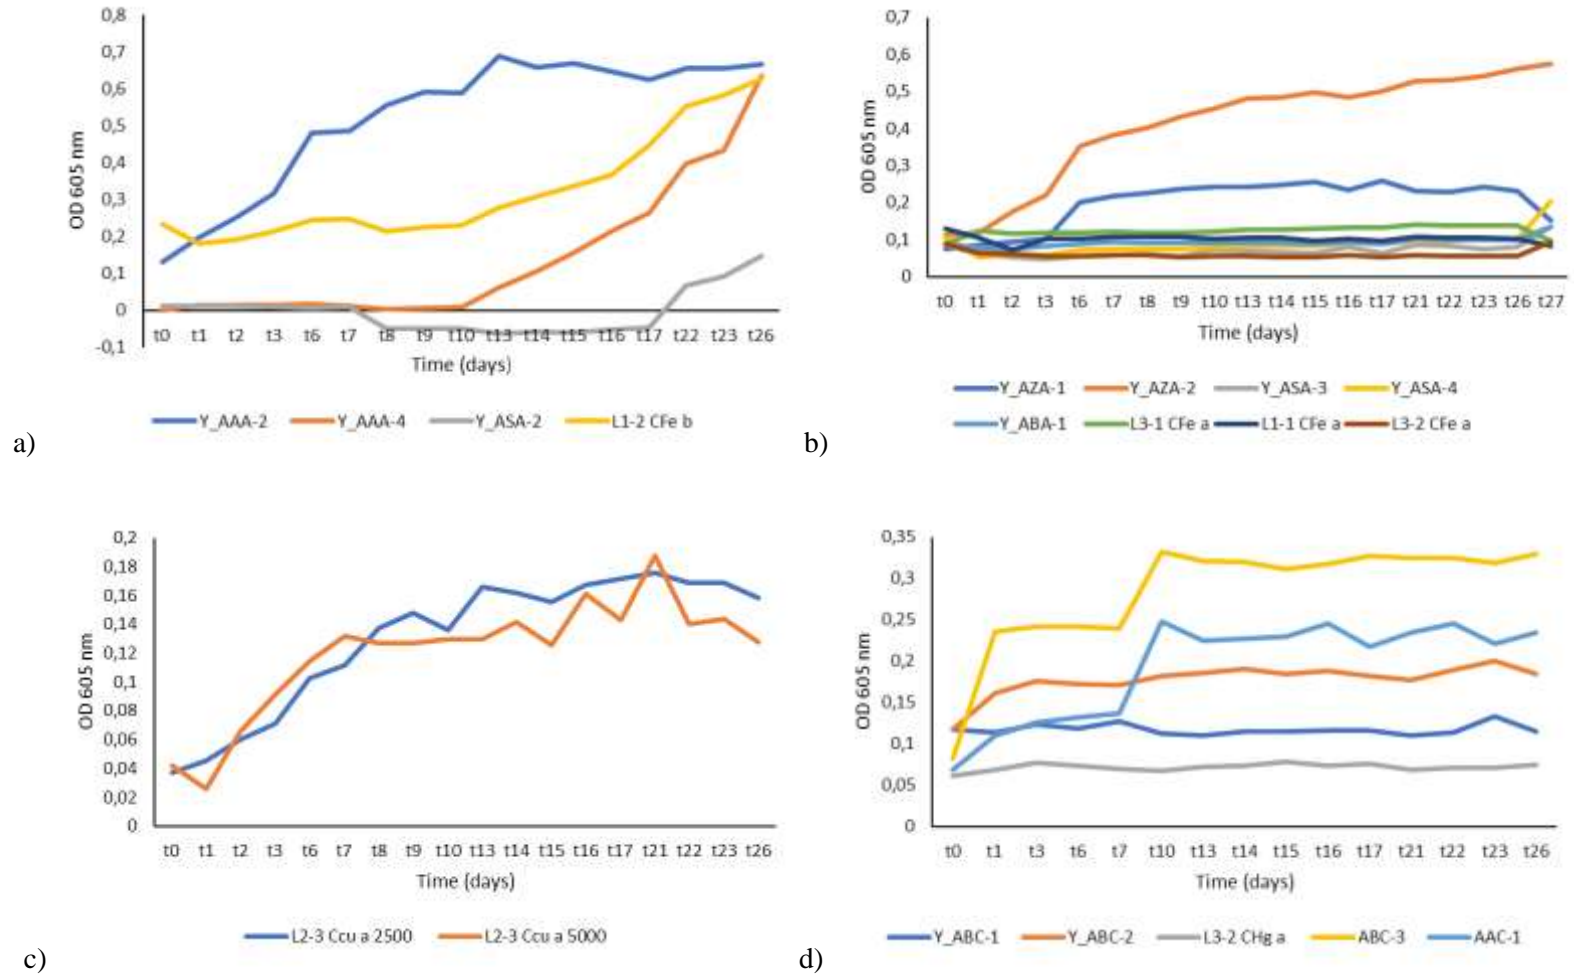 0,8
0,7
0,6
0,5
0,4
0,3
0,2
0,1
0
-0,1
OD 605 nm
t0 t1 t2 t3 t6 t7 t8 t9 t10 t13 t14 t15 t16 t17 t22 t23 t26
Time (days)
Y_AAA-2 Y_AAA-4 Y_ASA-2 L1-2 CFe b
a)
0,7
0,6
0,5
0,4
0,3
0,2
0,1
0
OD 605 nm
t0 t1 t2 t3 t6 t7 t8 t9 t10 t13 t14 t15 t16 t17 t21 t22 t23 t26 t27
Time (days)
Y_AZA-1 Y_AZA-2 Y_ASA-3 Y_ASA-4
Y_ABA-1 L3-1 CFe a L1-1 CFe a L3-2 CFe a
b)
0,2
0,18
0,16
0,14
0,12
0,1
0,08
0,06
0,04
0,02
0
OD 605 nm
t0 t1 t2 t3 t6 t7 t8 t9 t10 t13 t14 t15 t16 t17 t21 t22 t23 t26
Time (days)
L2-3 Ccu a 2500 L2-3 Ccu a 5000
c)
0,35
0,3
0,25
0,2
0,15
0,1
0,05
0
OD 605 nm
t0 t1 t3 t6 t7 t10 t13 t14 t15 t16 t17 t21 t22 t23 t26
Time (days)
Y_ABC-1 Y_ABC-2 L3-2 CHg a ABC-3 AAC-1
d)